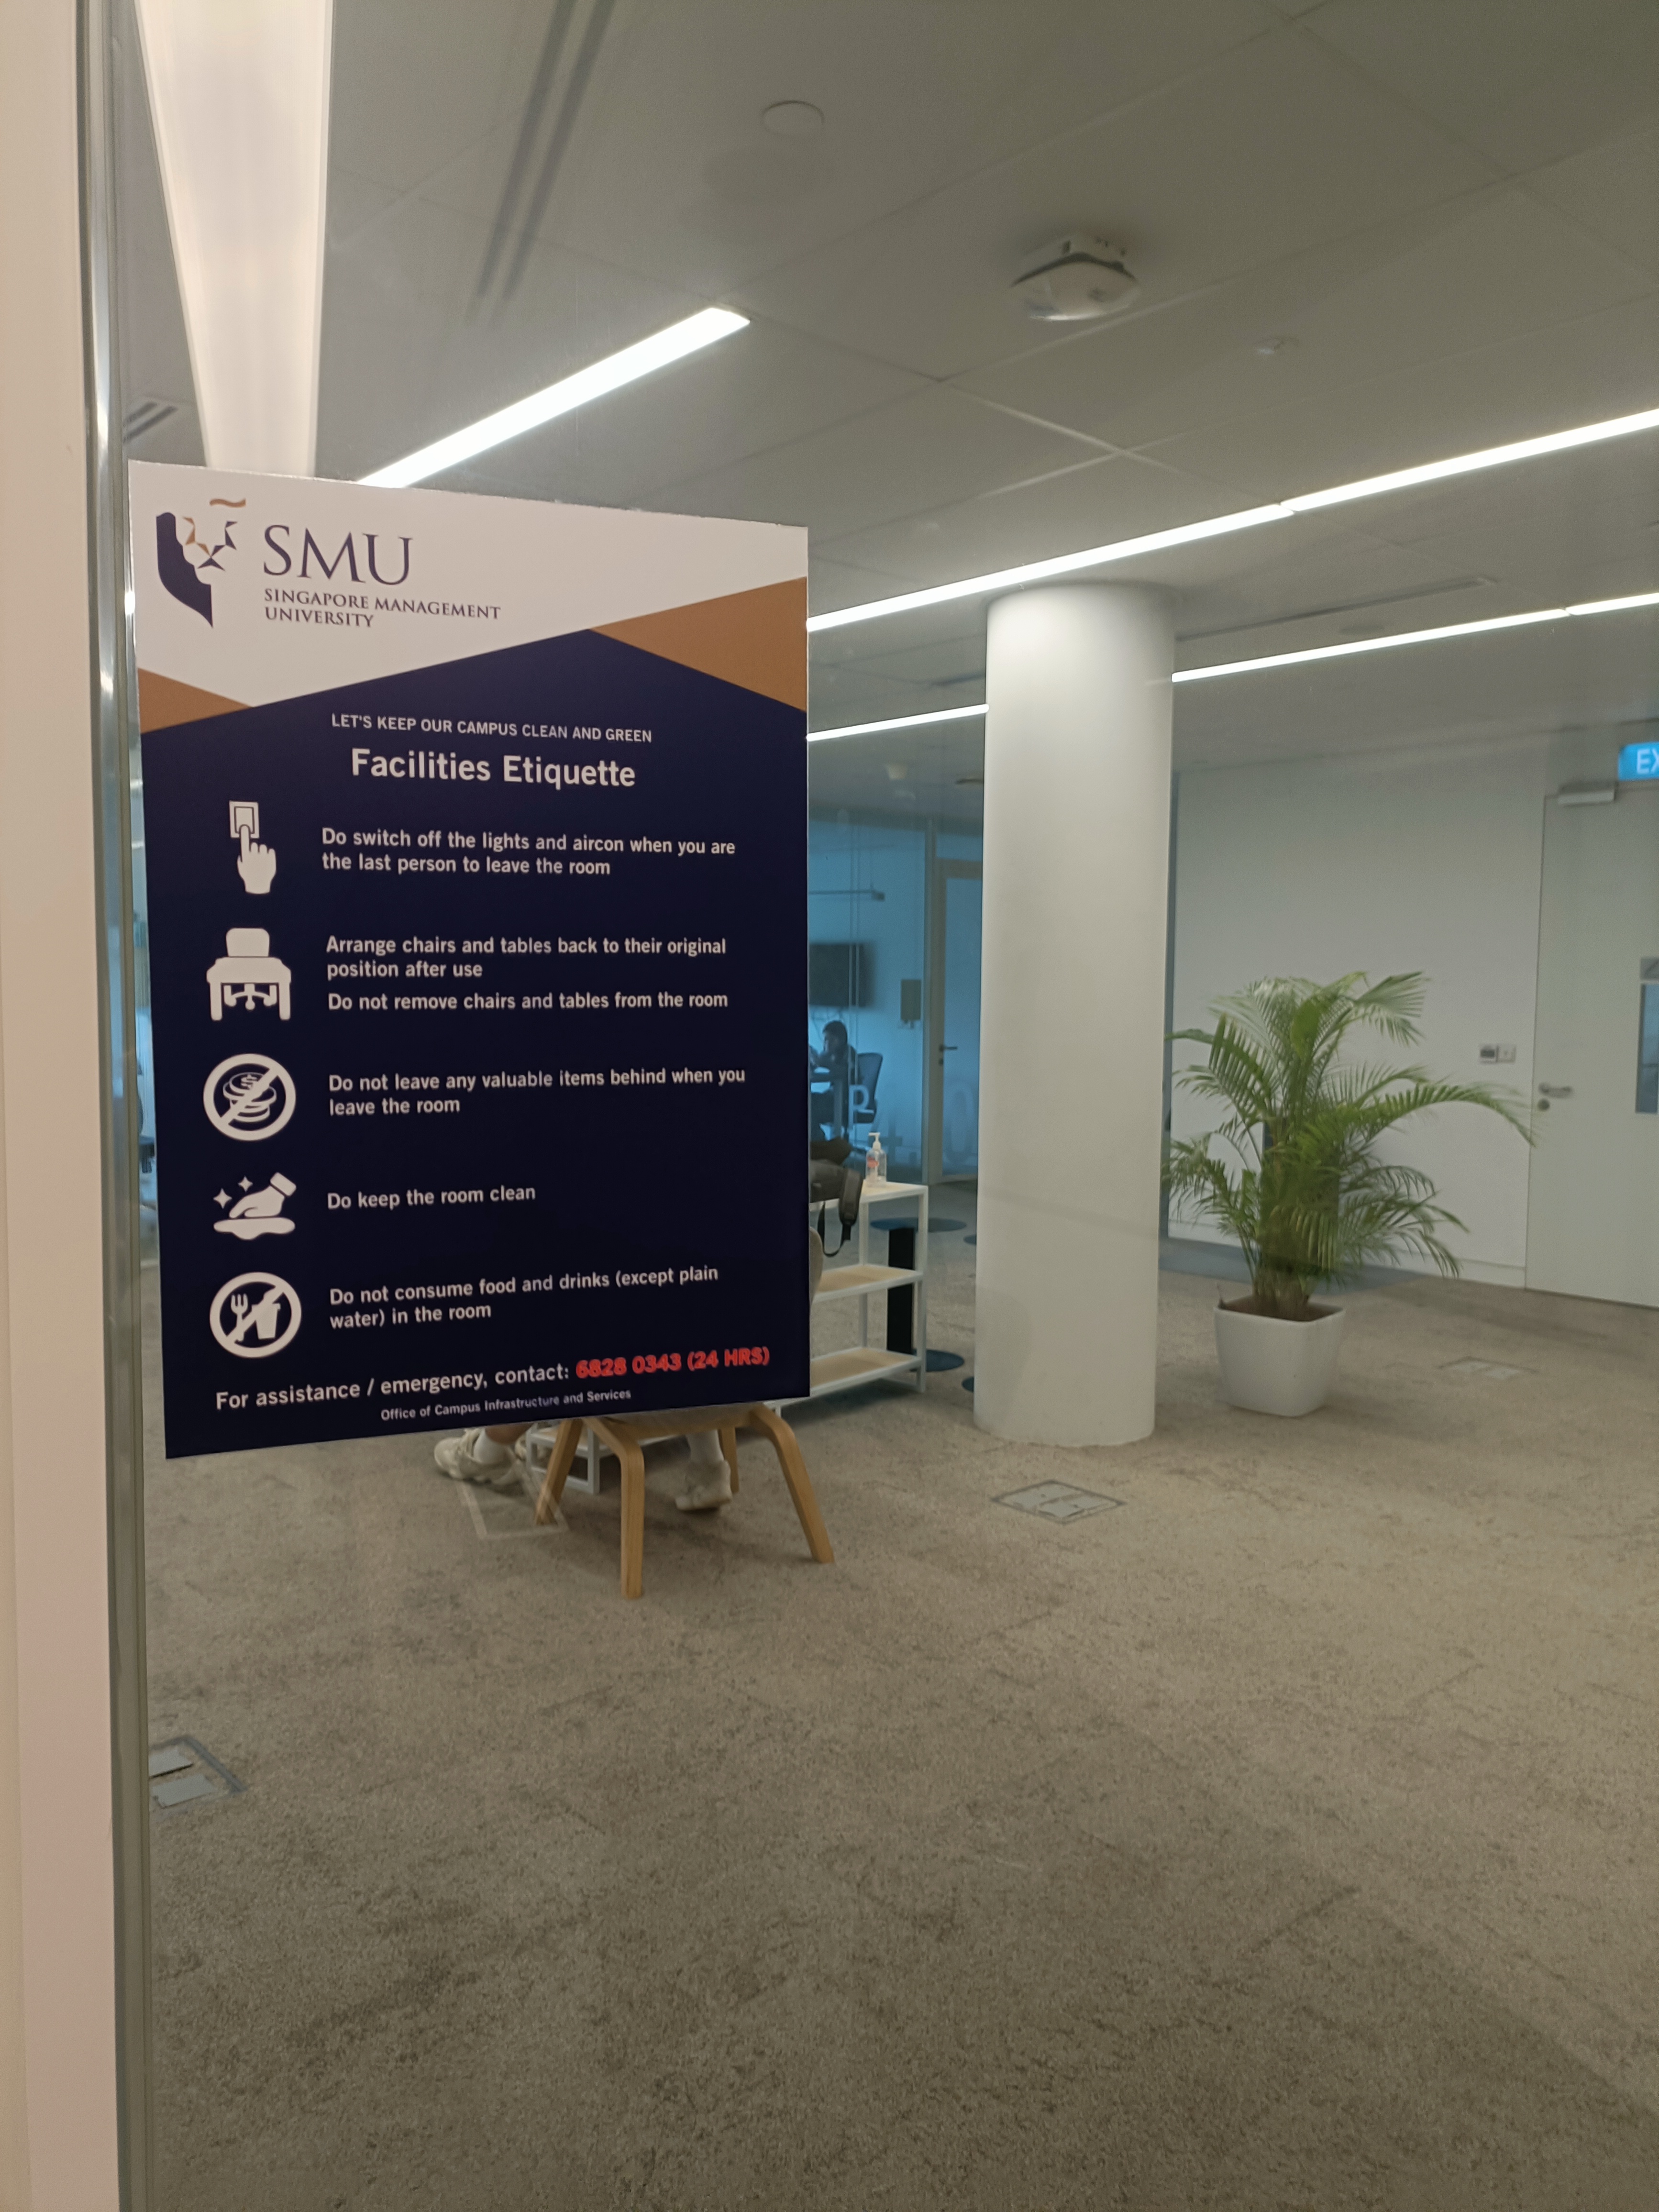 SMU
SINGAPORE MANAGEMENT
UNIVERSITY
LET'S KEEP OUR CAMPUS CLEAN AND GREEN
Facilities Etiquette
Do switch off the lights and aircon when you are
the last person to leave the room
Arrange chairs and tables back to their original
position after use
Do not remove chairs and tables from the room
Do not leave any valuable items behind when you
leave the room
Do keep the room clean
Do not consume food and drinks (except plain
water) in the room
For assistance / emergency, contact: 6828 0343 (24 HRS)
Office of Campus Infrastructure and Services
EX